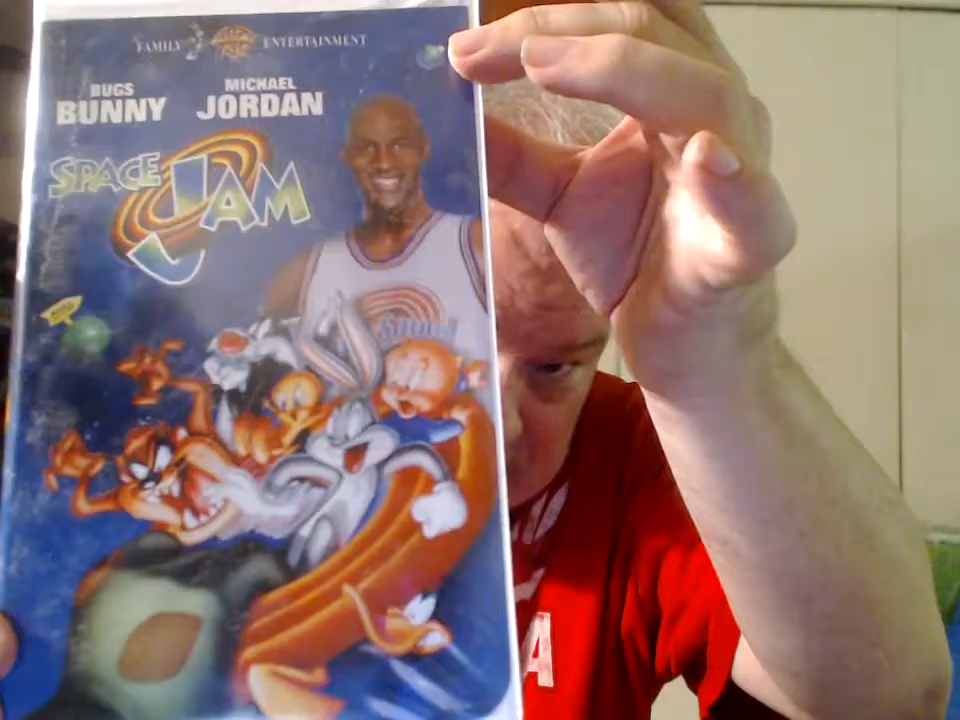 FAMILY ENTERTAINMENT
BUGS
BUNNY
MICHAEL
JORDAN
SPACE
JAM
A